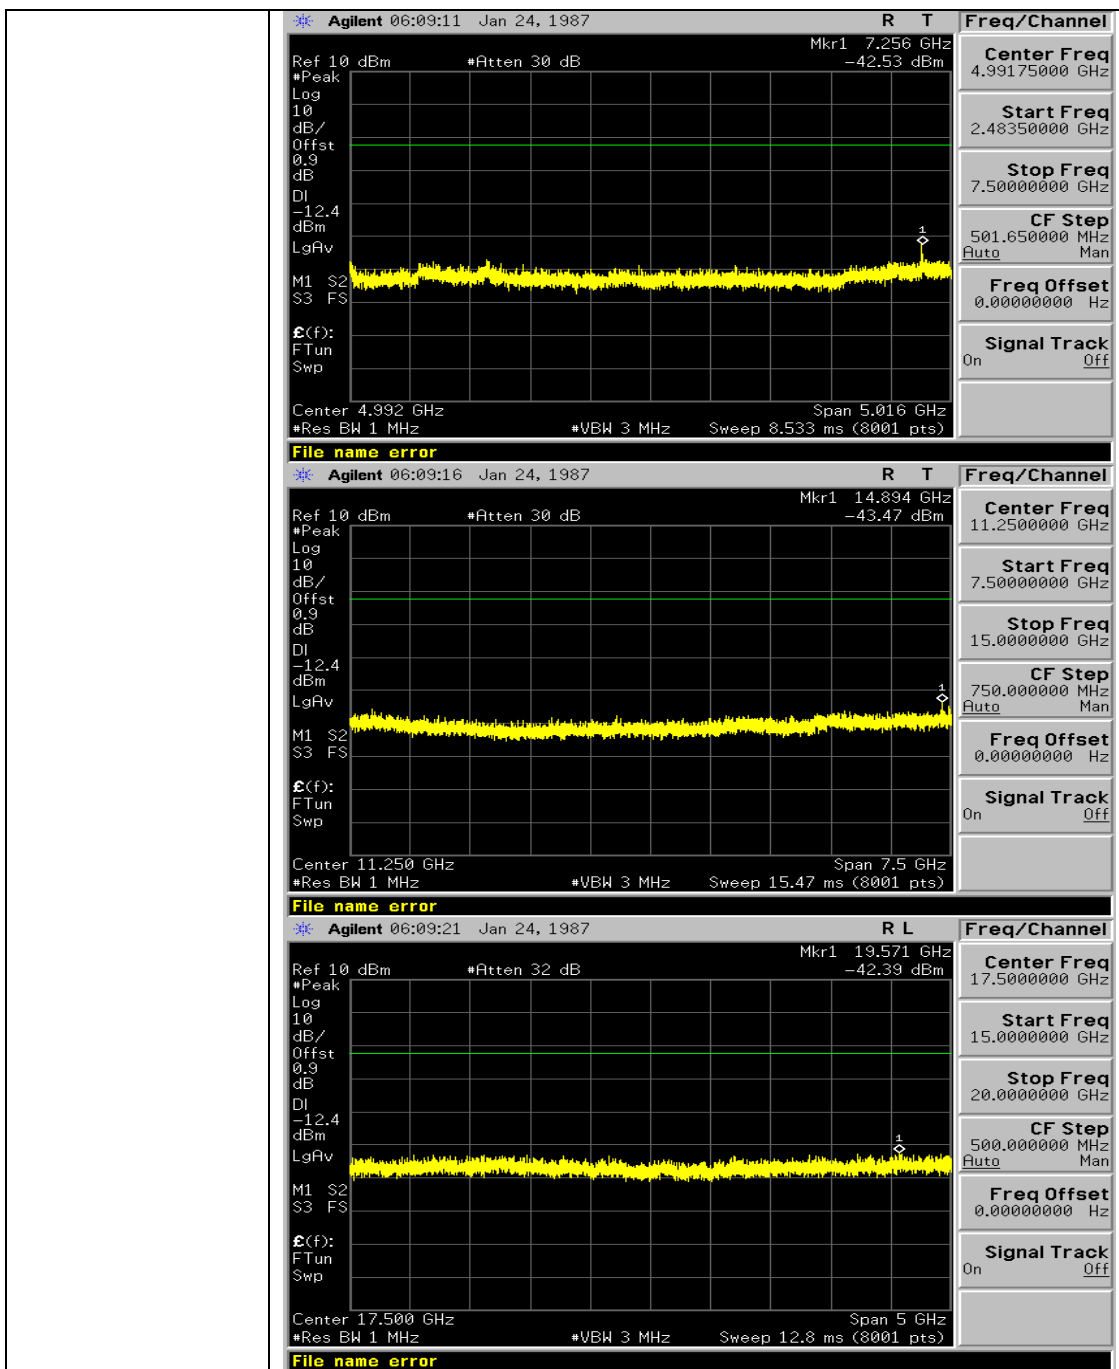 Agilent 06:09:11 Jan 24, 1987 R T Freq/Channel
Mkr1 7.256 GHz
Ref 10 dBm #Atten 30 dB -42.53 dBm
#Peak
Log
10
dB/
Offst
0.9
dB
DI
-12.4
dBm
LgAv
M1 S2
S3 FS
£(f):
FTun
Swp
1
Center 4.992 GHz Span 5.016 GHz
#Res BW 1 MHz #VBW 3 MHz Sweep 8.533 ms (8001 pts)
File name error
Center Freq
4.99175000 GHz
Start Freq
2.48350000 GHz
Stop Freq
7.50000000 GHz
CF Step
501.650000 MHz
Auto Man
Freq Offset
0.00000000 Hz
Signal Track
On Off
Agilent 06:09:16 Jan 24, 1987 R T Freq/Channel
Mkr1 14.894 GHz
Ref 10 dBm #Atten 30 dB -43.47 dBm
#Peak
Log
10
dB/
Offst
0.9
dB
DI
-12.4
dBm
LgAv
M1 S2
S3 FS
£(f):
FTun
Swp
1
Center 11.250 GHz Span 7.5 GHz
#Res BW 1 MHz #VBW 3 MHz Sweep 15.47 ms (8001 pts)
File name error
Center Freq
11.2500000 GHz
Start Freq
7.50000000 GHz
Stop Freq
15.0000000 GHz
CF Step
750.000000 MHz
Auto Man
Freq Offset
0.00000000 Hz
Signal Track
On Off
Agilent 06:09:21 Jan 24, 1987 R L Freq/Channel
Mkr1 19.571 GHz
Ref 10 dBm #Atten 32 dB -42.39 dBm
#Peak
Log
10
dB/
Offst
0.9
dB
DI
-12.4
dBm
LgAv
M1 S2
S3 FS
£(f):
FTun
Swp
1
Center 17.500 GHz Span 5 GHz
#Res BW 1 MHz #VBW 3 MHz Sweep 12.8 ms (8001 pts)
File name error
Center Freq
17.5000000 GHz
Start Freq
15.0000000 GHz
Stop Freq
20.0000000 GHz
CF Step
500.000000 MHz
Auto Man
Freq Offset
0.00000000 Hz
Signal Track
On Off